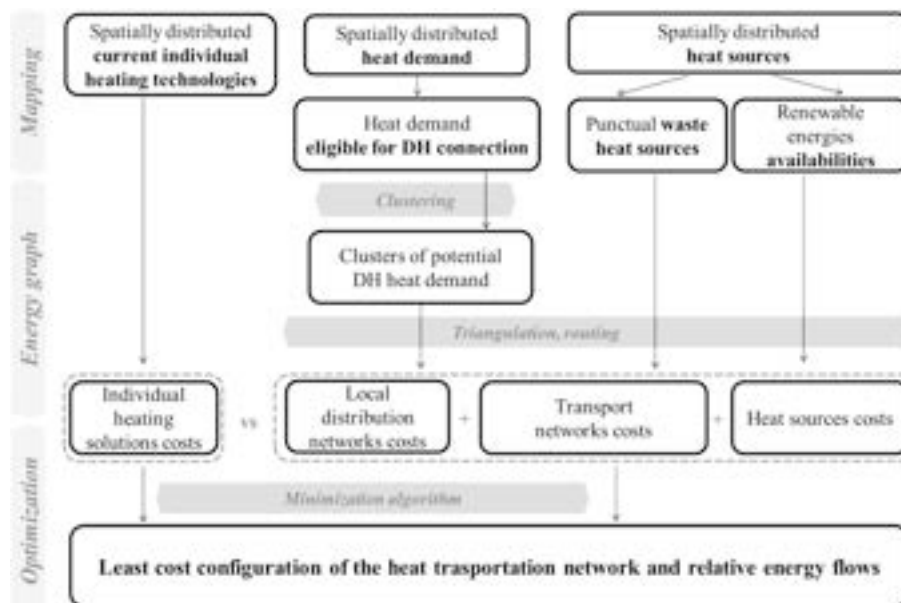 Mapping
Spatially distributed
current individual
heating technologies
Spatially distributed
heat demand
Spatially distributed
heat sources
Heat demand
eligible for DH connection
Punctual waste
heat sources
Renewable
energies
availabilities
Energy graph
Clustering
Clusters of potential
DH heat demand
Triangulation, routing
Individual
heating
solutions costs
vs
Local
distribution
networks costs
+
Transport
networks costs
+
Heat sources costs
Optimization
Minimization algorithm
Least cost configuration of the heat trasportation network and relative energy flows